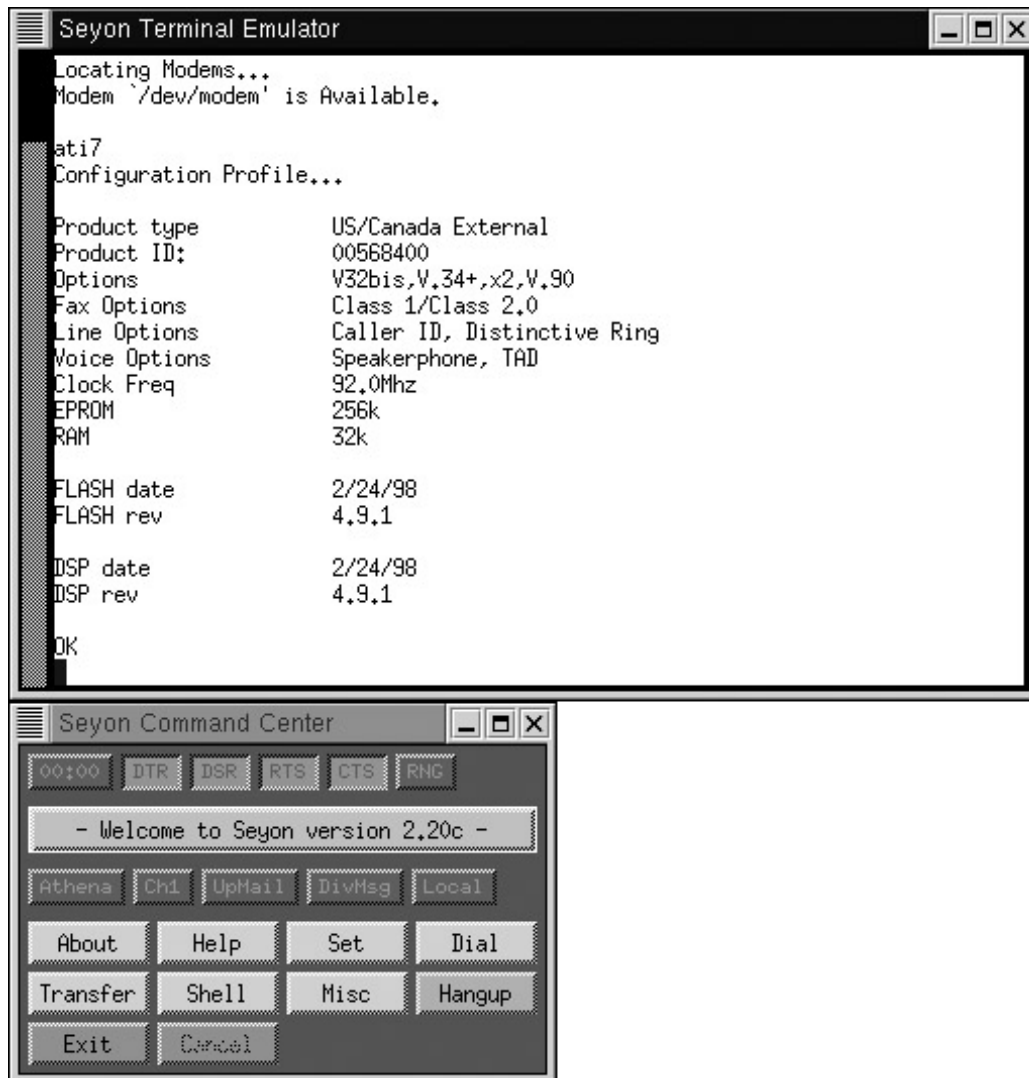 Seyon Terminal Emulator
Locating Modems...
Modem `/dev/modem' is Available.
ati7
Configuration Profile...
Product type US/Canada External
Product ID: 00568400
Options V32bis,V.34+,x2,V.90
Fax Options Class 1/Class 2.0
Line Options Caller ID, Distinctive Ring
Voice Options Speakerphone, TAD
Clock Freq 92.0Mhz
EPROM 256k
RAM 32k
FLASH date 2/24/98
FLASH rev 4.9.1
DSP date 2/24/98
DSP rev 4.9.1
OK
Seyon Command Center
00:00 DTR DSR RTS CTS RNG
- Welcome to Seyon version 2.20c -
Athena Ch1 UpMail DivMsg Local
About Help Set Dial
Transfer Shell Misc Hangup
Exit Cancel